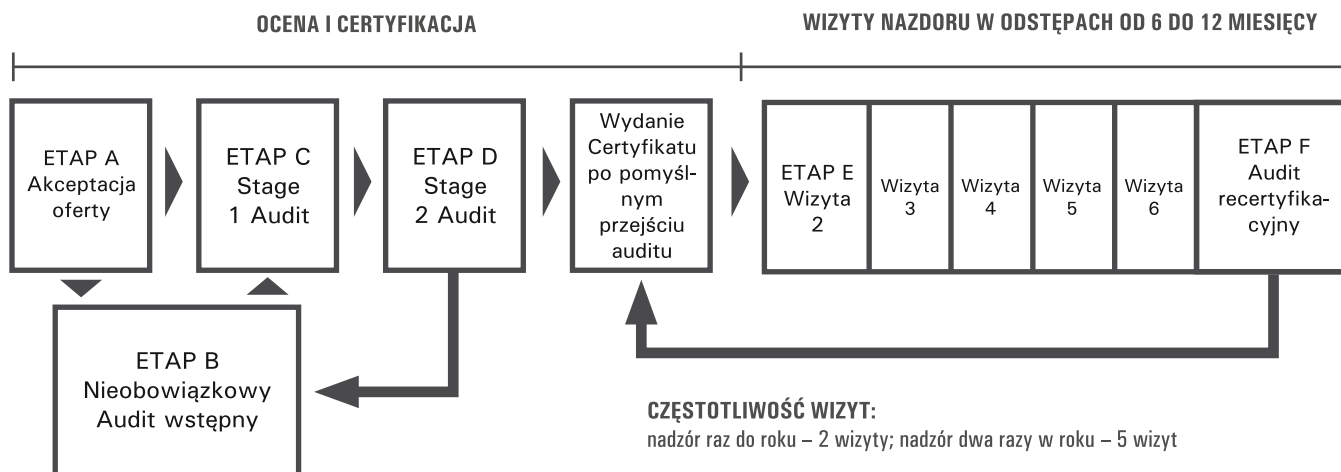 OCENA I CERTYFIKACJA
WIZYTY NAZDORU W ODSTĘPACH OD 6 DO 12 MIESIĘCY
ETAP A
Akceptacja
oferty
ETAP C
Stage
1 Audit
ETAP D
Stage
2 Audit
Wydanie
Certyfikatu
po pomyśl-
nym
przejściu
auditu
ETAP E
Wizyta
2
Wizyta
3
Wizyta
4
Wizyta
5
Wizyta
6
ETAP F
Audit
recertyfika-
cyjny
ETAP B
Nieobowiązkowy
Audit wstępny
CZĘSTOTLIWOŚĆ WIZYT:
nadzór raz do roku – 2 wizyty; nadzór dwa razy w roku – 5 wizyt